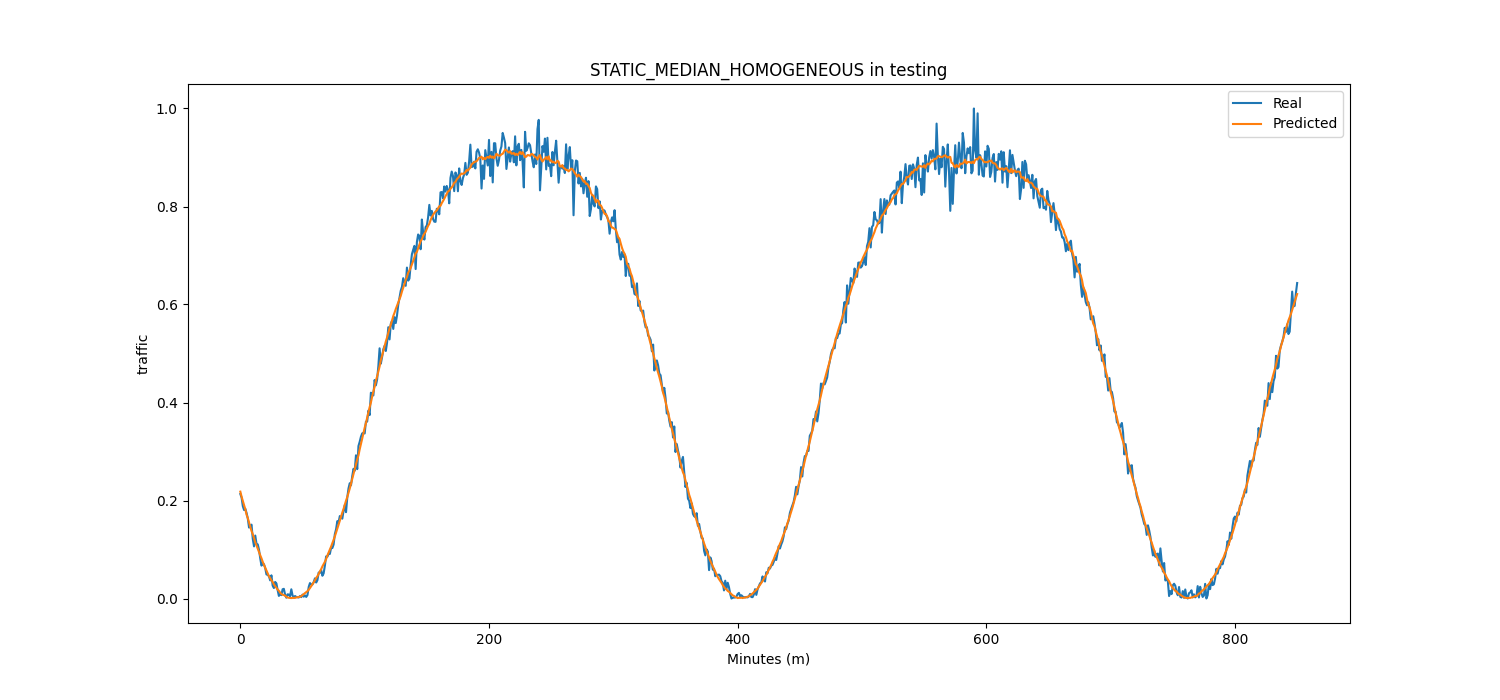 STATIC_MEDIAN_HOMOGENEOUS in testing
Real
Predicted
1.0
0.8
0.6
0.4
0.2
0.0
traffic
0 200 400 600 800
Minutes (m)